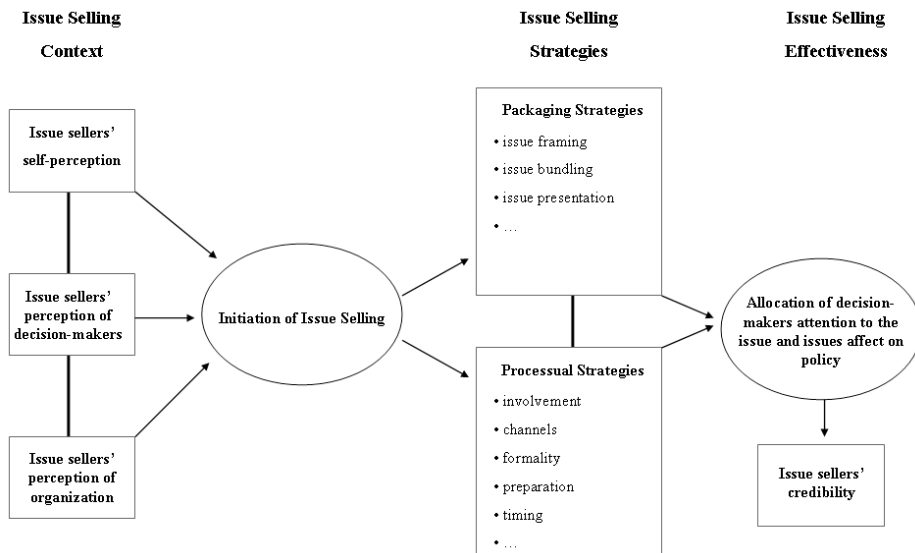 Issue Selling
Context
Issue Selling
Strategies
Issue Selling
Effectiveness
Issue sellers’
self-perception
Issue sellers’
perception of
decision-makers
Issue sellers’
perception of
organization
Initiation of Issue Selling
Packaging Strategies
• issue framing
• issue bundling
• issue presentation
• …
Processual Strategies
• involvement
• channels
• formality
• preparation
• timing
• …
Allocation of decision-
makers attention to the
issue and issues affect on
policy
Issue sellers’
credibility